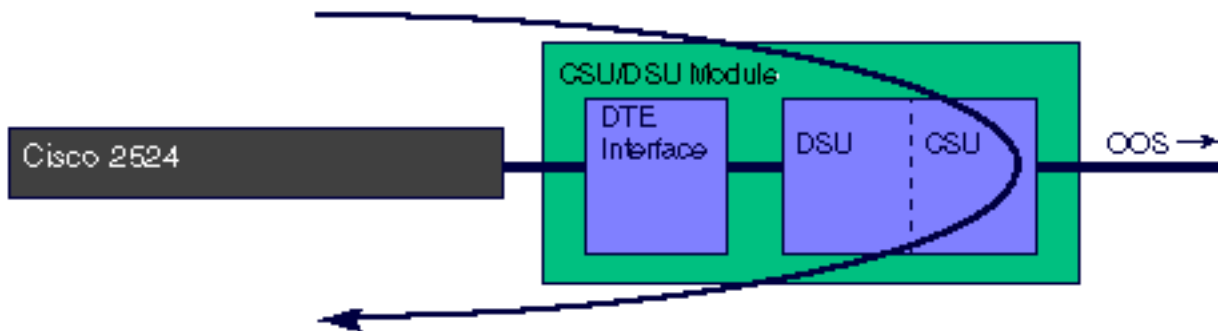 CSU/DSU Module
DTE
Interface
DSU
CSU
OOS
Cisco 2524